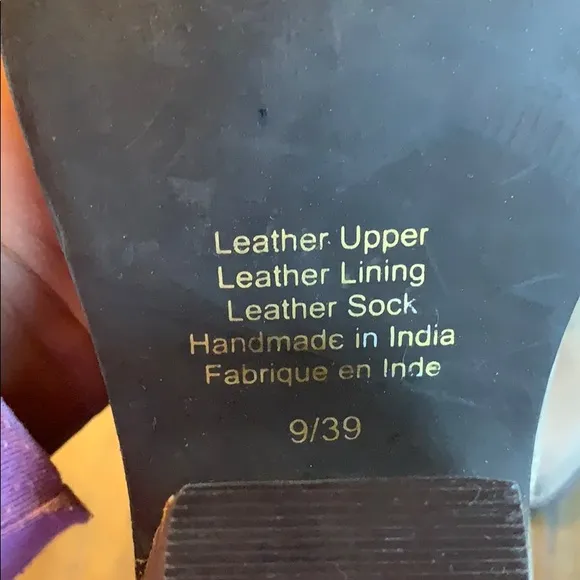 Leather Upper
Leather Lining
Leather Sock
Handmade in India
Fabrique en Inde
9/39